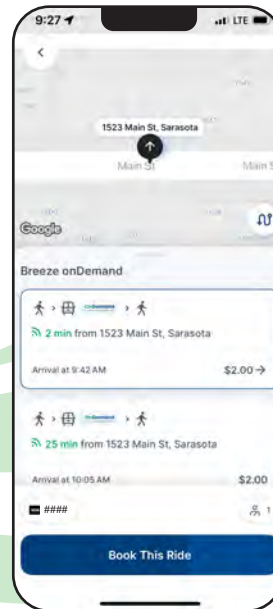 9:27 LTE
1523 Main St, Sarasota
Main St Main S
Google
Breeze onDemand
2 min from 1523 Main St, Sarasota
Arrival at 9:42 AM $2.00
25 min from 1523 Main St, Sarasota
Arrival at 10:05 AM $2.00
#### 1
Book This Ride